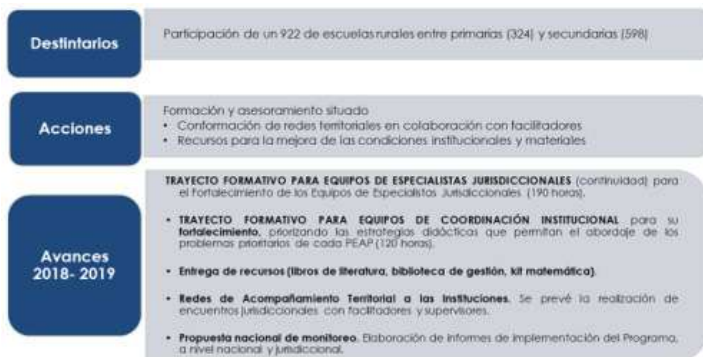 Destintarios
Participación de un 922 de escuelas rurales entre primarias (324) y secundarias (598)
Acciones
Formación y asesoramiento situado
• Conformación de redes territoriales en colaboración con facilitadores
• Recursos para la mejora de las condiciones institucionales y materiales
Avances
2018- 2019
TRAYECTO FORMATIVO PARA EQUIPOS DE ESPECIALISTAS JURISDICCIONALES (continuidad) para
el Fortalecimiento de los Equipos de Especialistas Jurisdiccionales (190 horas).
• TRAYECTO FORMATIVO PARA EQUIPOS DE COORDINACIÓN INSTITUCIONAL para su
fortalecimiento, priorizando las estrategias didácticas que permitan el abordaje de los
problemas prioritarios de cada PEAP (120 horas).
• Entrega de recursos (libros de literatura, biblioteca de gestión, kit matemática).
• Redes de Acompañamiento Territorial a las Instituciones. Se prevé la realización de
encuentros jurisdiccionales con facilitadores y supervisores.
• Propuesta nacional de monitoreo. Elaboración de informes de implementación del Programa,
a nivel nacional y jurisdiccional.